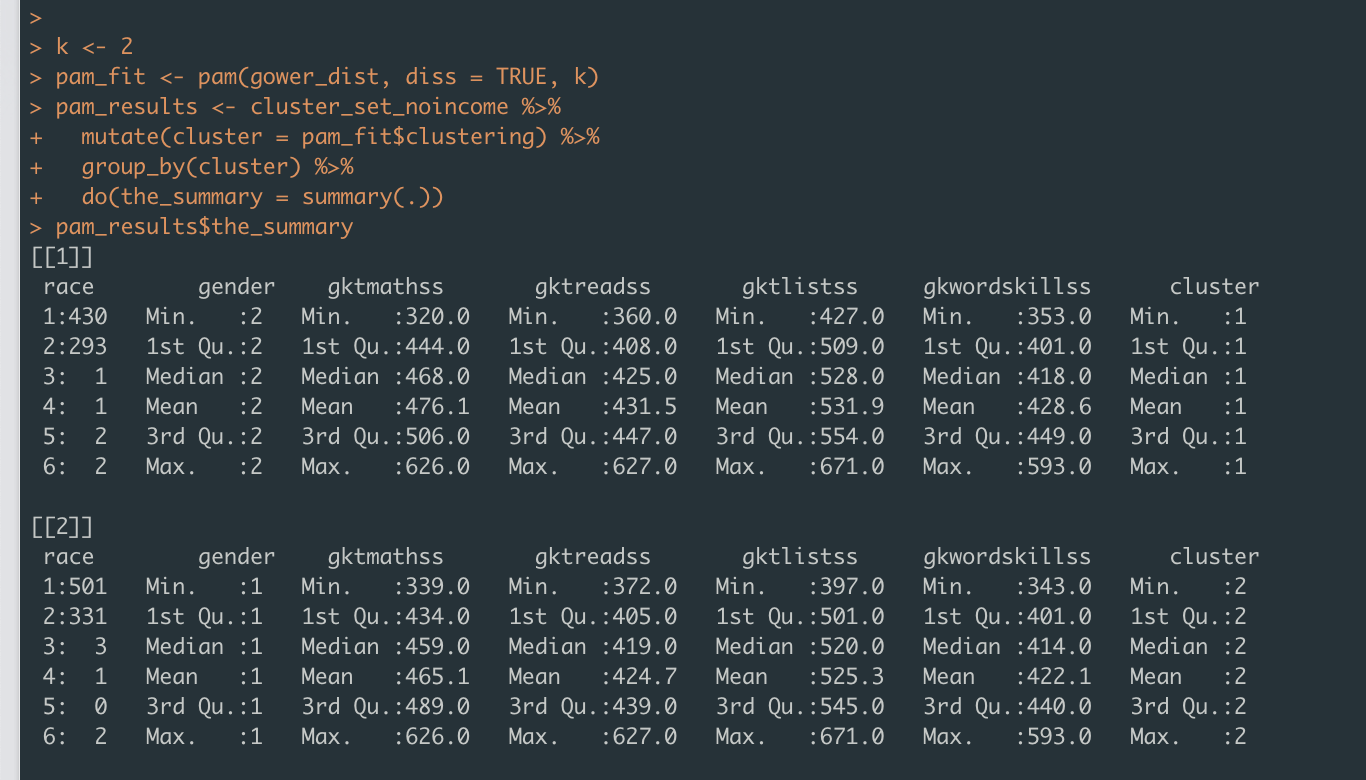 >
> k <- 2
> pam_fit <- pam(gower_dist, diss = TRUE, k)
> pam_results <- cluster_set_noincome %>%
+   mutate(cluster = pam_fit$clustering) %>%
+   group_by(cluster) %>%
+   do(the_summary = summary(.))
> pam_results$the_summary
[[1]]
 race        gender    gktmathss       gktreadss       gktlistss     gkwordskillss      cluster
 1:430   Min.   :2   Min.   :320.0   Min.   :360.0   Min.   :427.0   Min.   :353.0   Min.   :1
 2:293   1st Qu.:2   1st Qu.:444.0   1st Qu.:408.0   1st Qu.:509.0   1st Qu.:401.0   1st Qu.:1
 3:  1   Median :2   Median :468.0   Median :425.0   Median :528.0   Median :418.0   Median :1
 4:  1   Mean   :2   Mean   :476.1   Mean   :431.5   Mean   :531.9   Mean   :428.6   Mean   :1
 5:  2   3rd Qu.:2   3rd Qu.:506.0   3rd Qu.:447.0   3rd Qu.:554.0   3rd Qu.:449.0   3rd Qu.:1
 6:  2   Max.   :2   Max.   :626.0   Max.   :627.0   Max.   :671.0   Max.   :593.0   Max.   :1
[[2]]
 race        gender    gktmathss       gktreadss       gktlistss     gkwordskillss      cluster
 1:501   Min.   :1   Min.   :339.0   Min.   :372.0   Min.   :397.0   Min.   :343.0   Min.   :2
 2:331   1st Qu.:1   1st Qu.:434.0   1st Qu.:405.0   1st Qu.:501.0   1st Qu.:401.0   1st Qu.:2
 3:  3   Median :1   Median :459.0   Median :419.0   Median :520.0   Median :414.0   Median :2
 4:  1   Mean   :1   Mean   :465.1   Mean   :424.7   Mean   :525.3   Mean   :422.1   Mean   :2
 5:  0   3rd Qu.:1   3rd Qu.:489.0   3rd Qu.:439.0   3rd Qu.:545.0   3rd Qu.:440.0   3rd Qu.:2
 6:  2   Max.   :1   Max.   :626.0   Max.   :627.0   Max.   :671.0   Max.   :593.0   Max.   :2